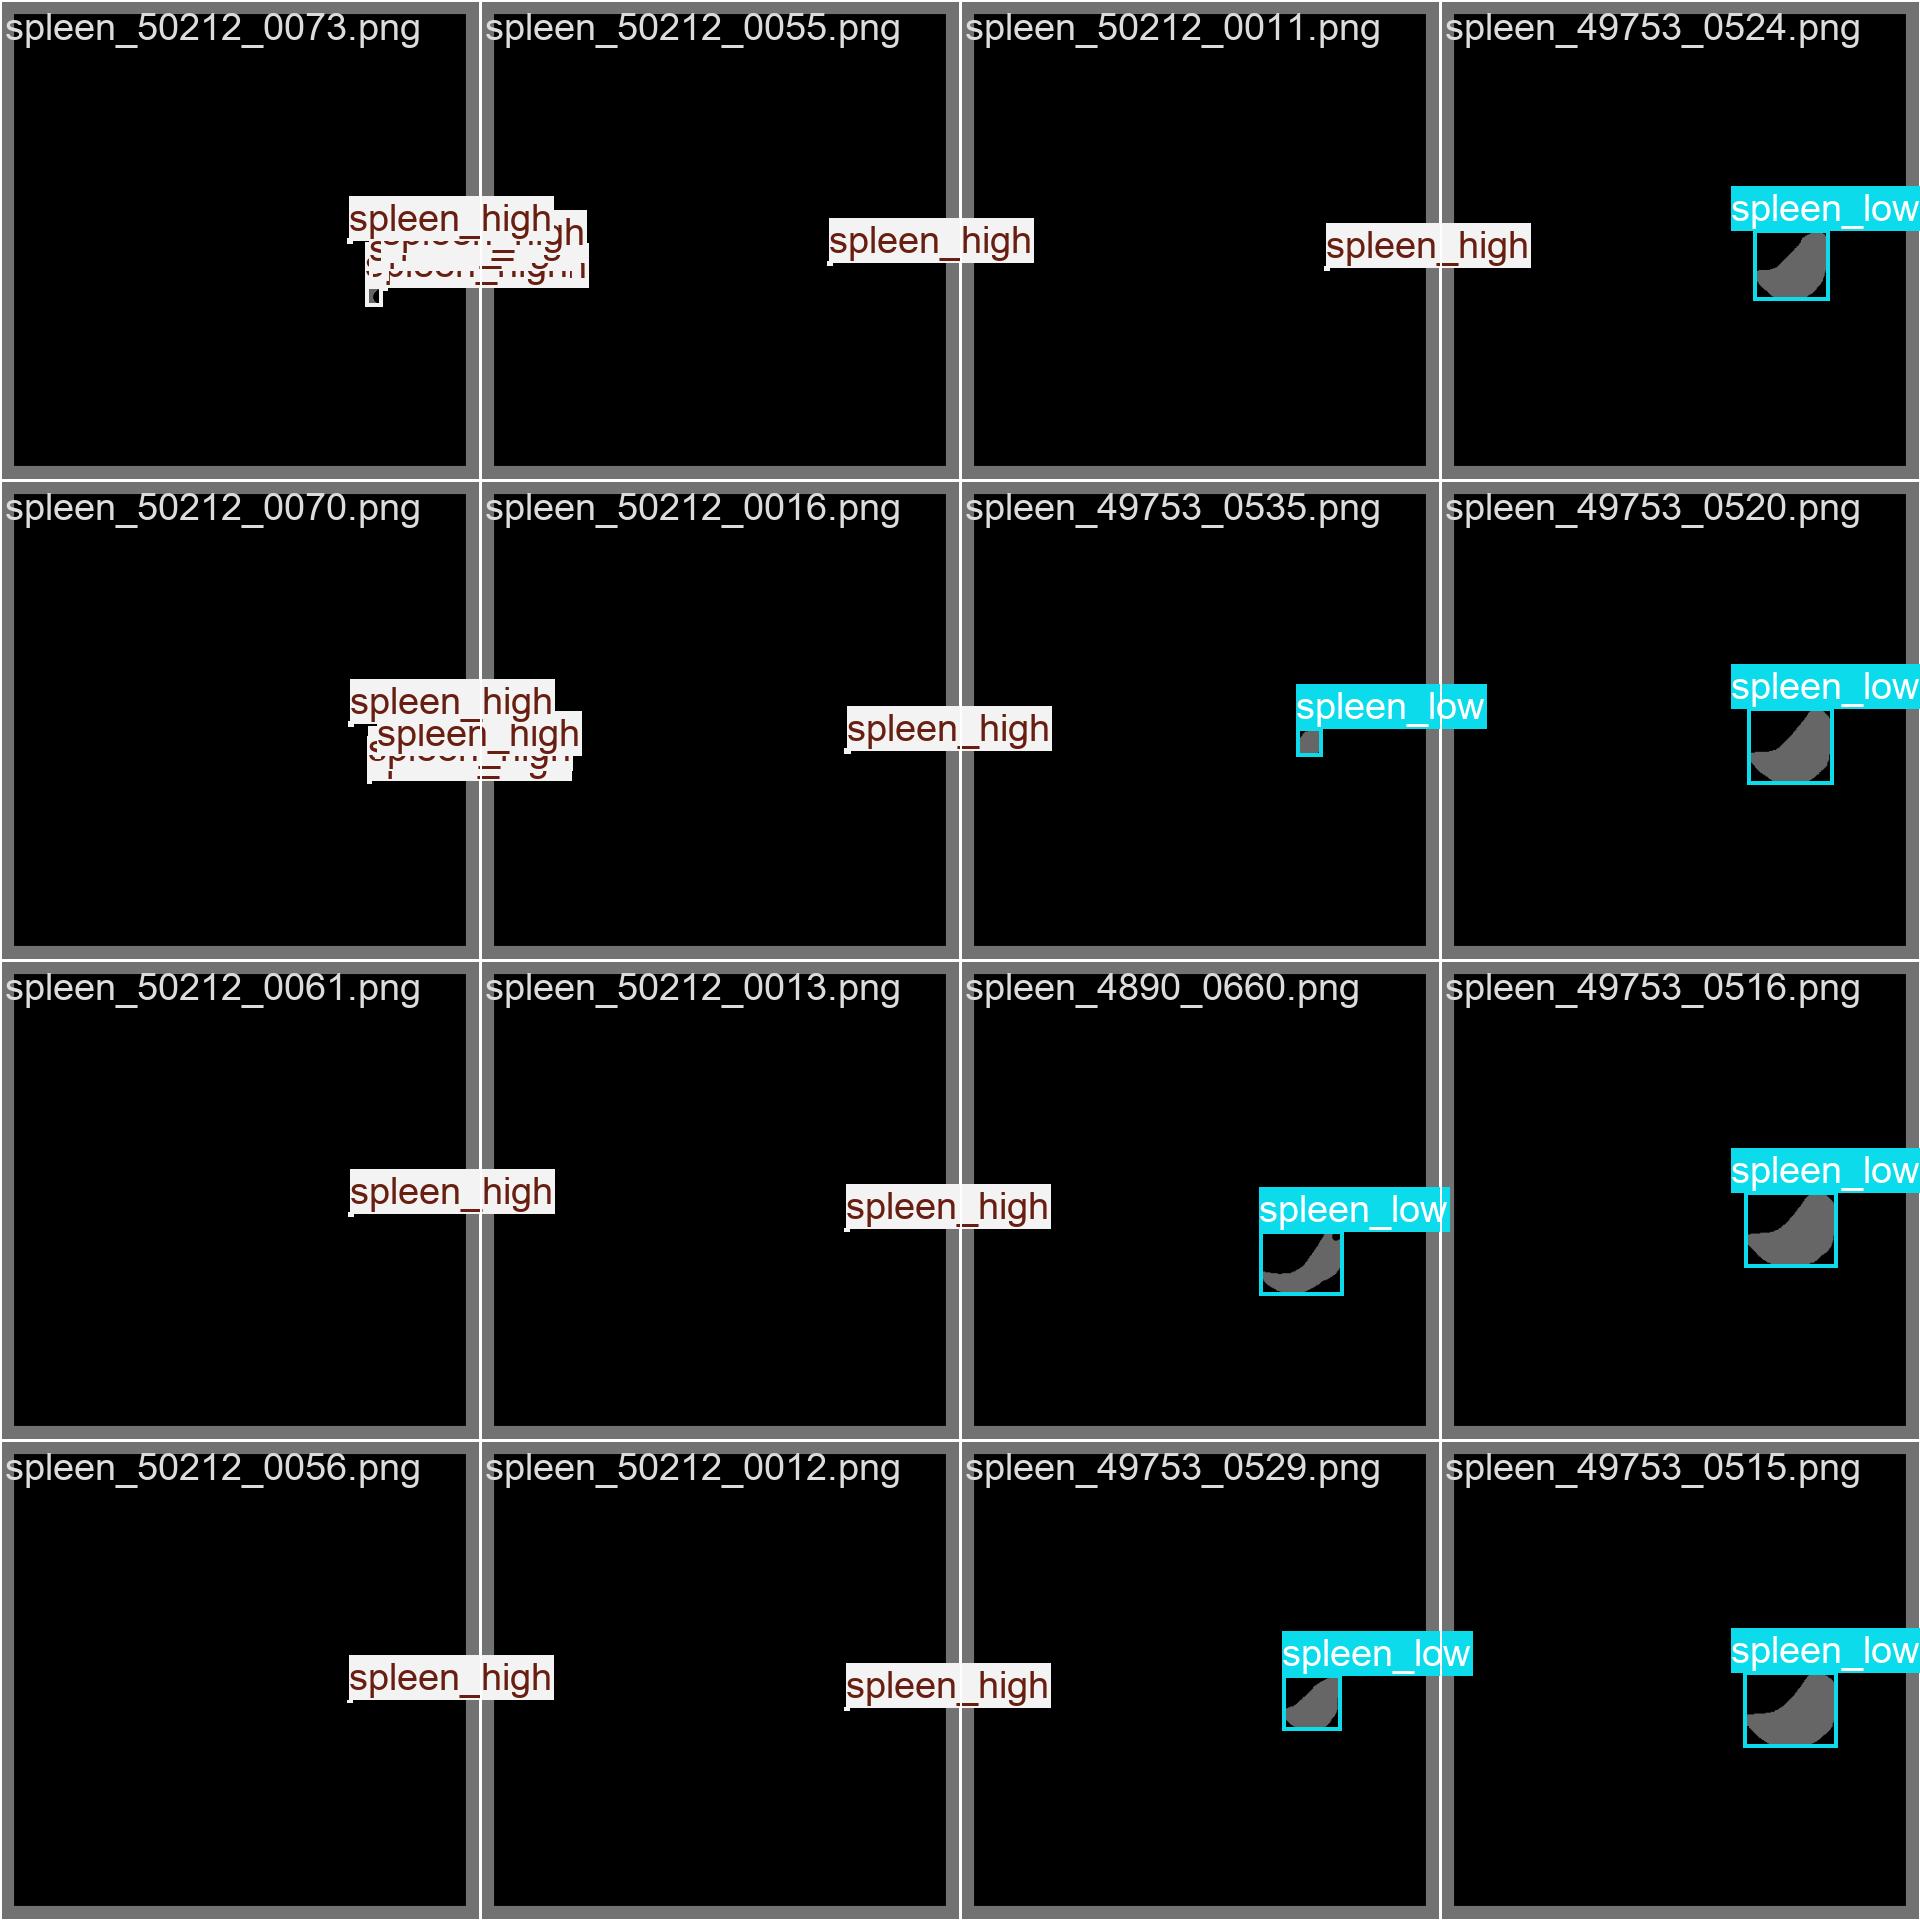 spleen_50212_0073.png
spleen_50212_0055.png
spleen_50212_0011.png
spleen_49753_0524.png
spleen_high
spleen_high
spleen_high
spleen_low
spleen_50212_0070.png
spleen_50212_0016.png
spleen_49753_0535.png
spleen_49753_0520.png
spleen_high
spleen_high
spleen_high
spleen_low
spleen_low
spleen_50212_0061.png
spleen_50212_0013.png
spleen_4890_0660.png
spleen_49753_0516.png
spleen_high
spleen_high
spleen_low
spleen_low
spleen_50212_0056.png
spleen_50212_0012.png
spleen_49753_0529.png
spleen_49753_0515.png
spleen_high
spleen_high
spleen_low
spleen_low